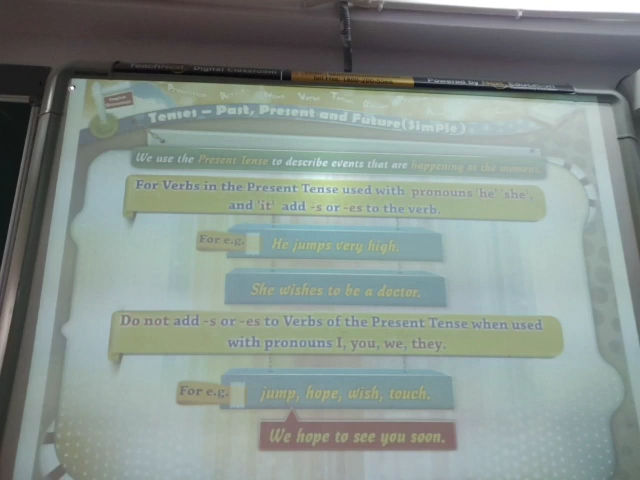 Digital Classroom
Powered by
Tenses – Past, Present and Future(Simple)
We use the Present Tense to describe events that are happening at the moment.
For Verbs in the Present Tense used with pronouns 'he' 'she',
and 'it' add -s or -es to the verb.
For e.g.
He jumps very high.
She wishes to be a doctor.
Do not add -s or -es to Verbs of the Present Tense when used
with pronouns I, you, we, they.
For e.g.
jump, hope, wish, touch.
We hope to see you soon.